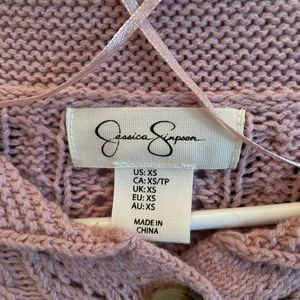 Jessica Simpson
US: XS
CA: XS/TP
UK: XS
EU: XS
AU: XS
MADE IN
CHINA